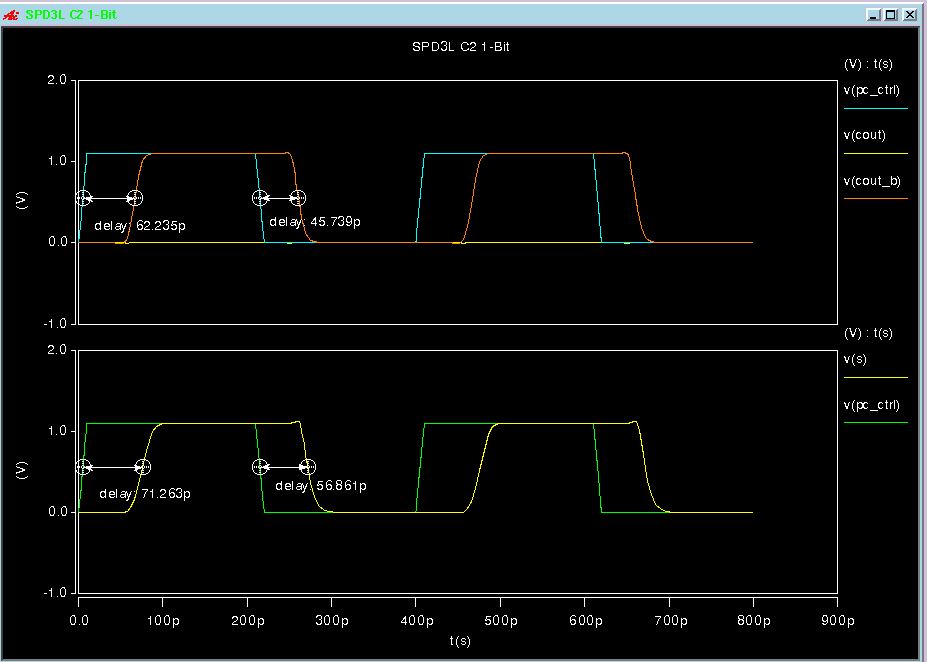 SPD3L C2 1-Bit
SPD3L C2 1-Bit
(V) : t(s)
v(pc_ctrl)
v(cout)
v(cout_b)
2.0
1.0
0.0
-1.0
(V)
delay: 62.235p
delay: 45.739p
(V) : t(s)
v(s)
v(pc_ctrl)
2.0
1.0
0.0
-1.0
(V)
delay: 71.263p
delay: 56.861p
0.0 100p 200p 300p 400p 500p 600p 700p 800p 900p
t(s)